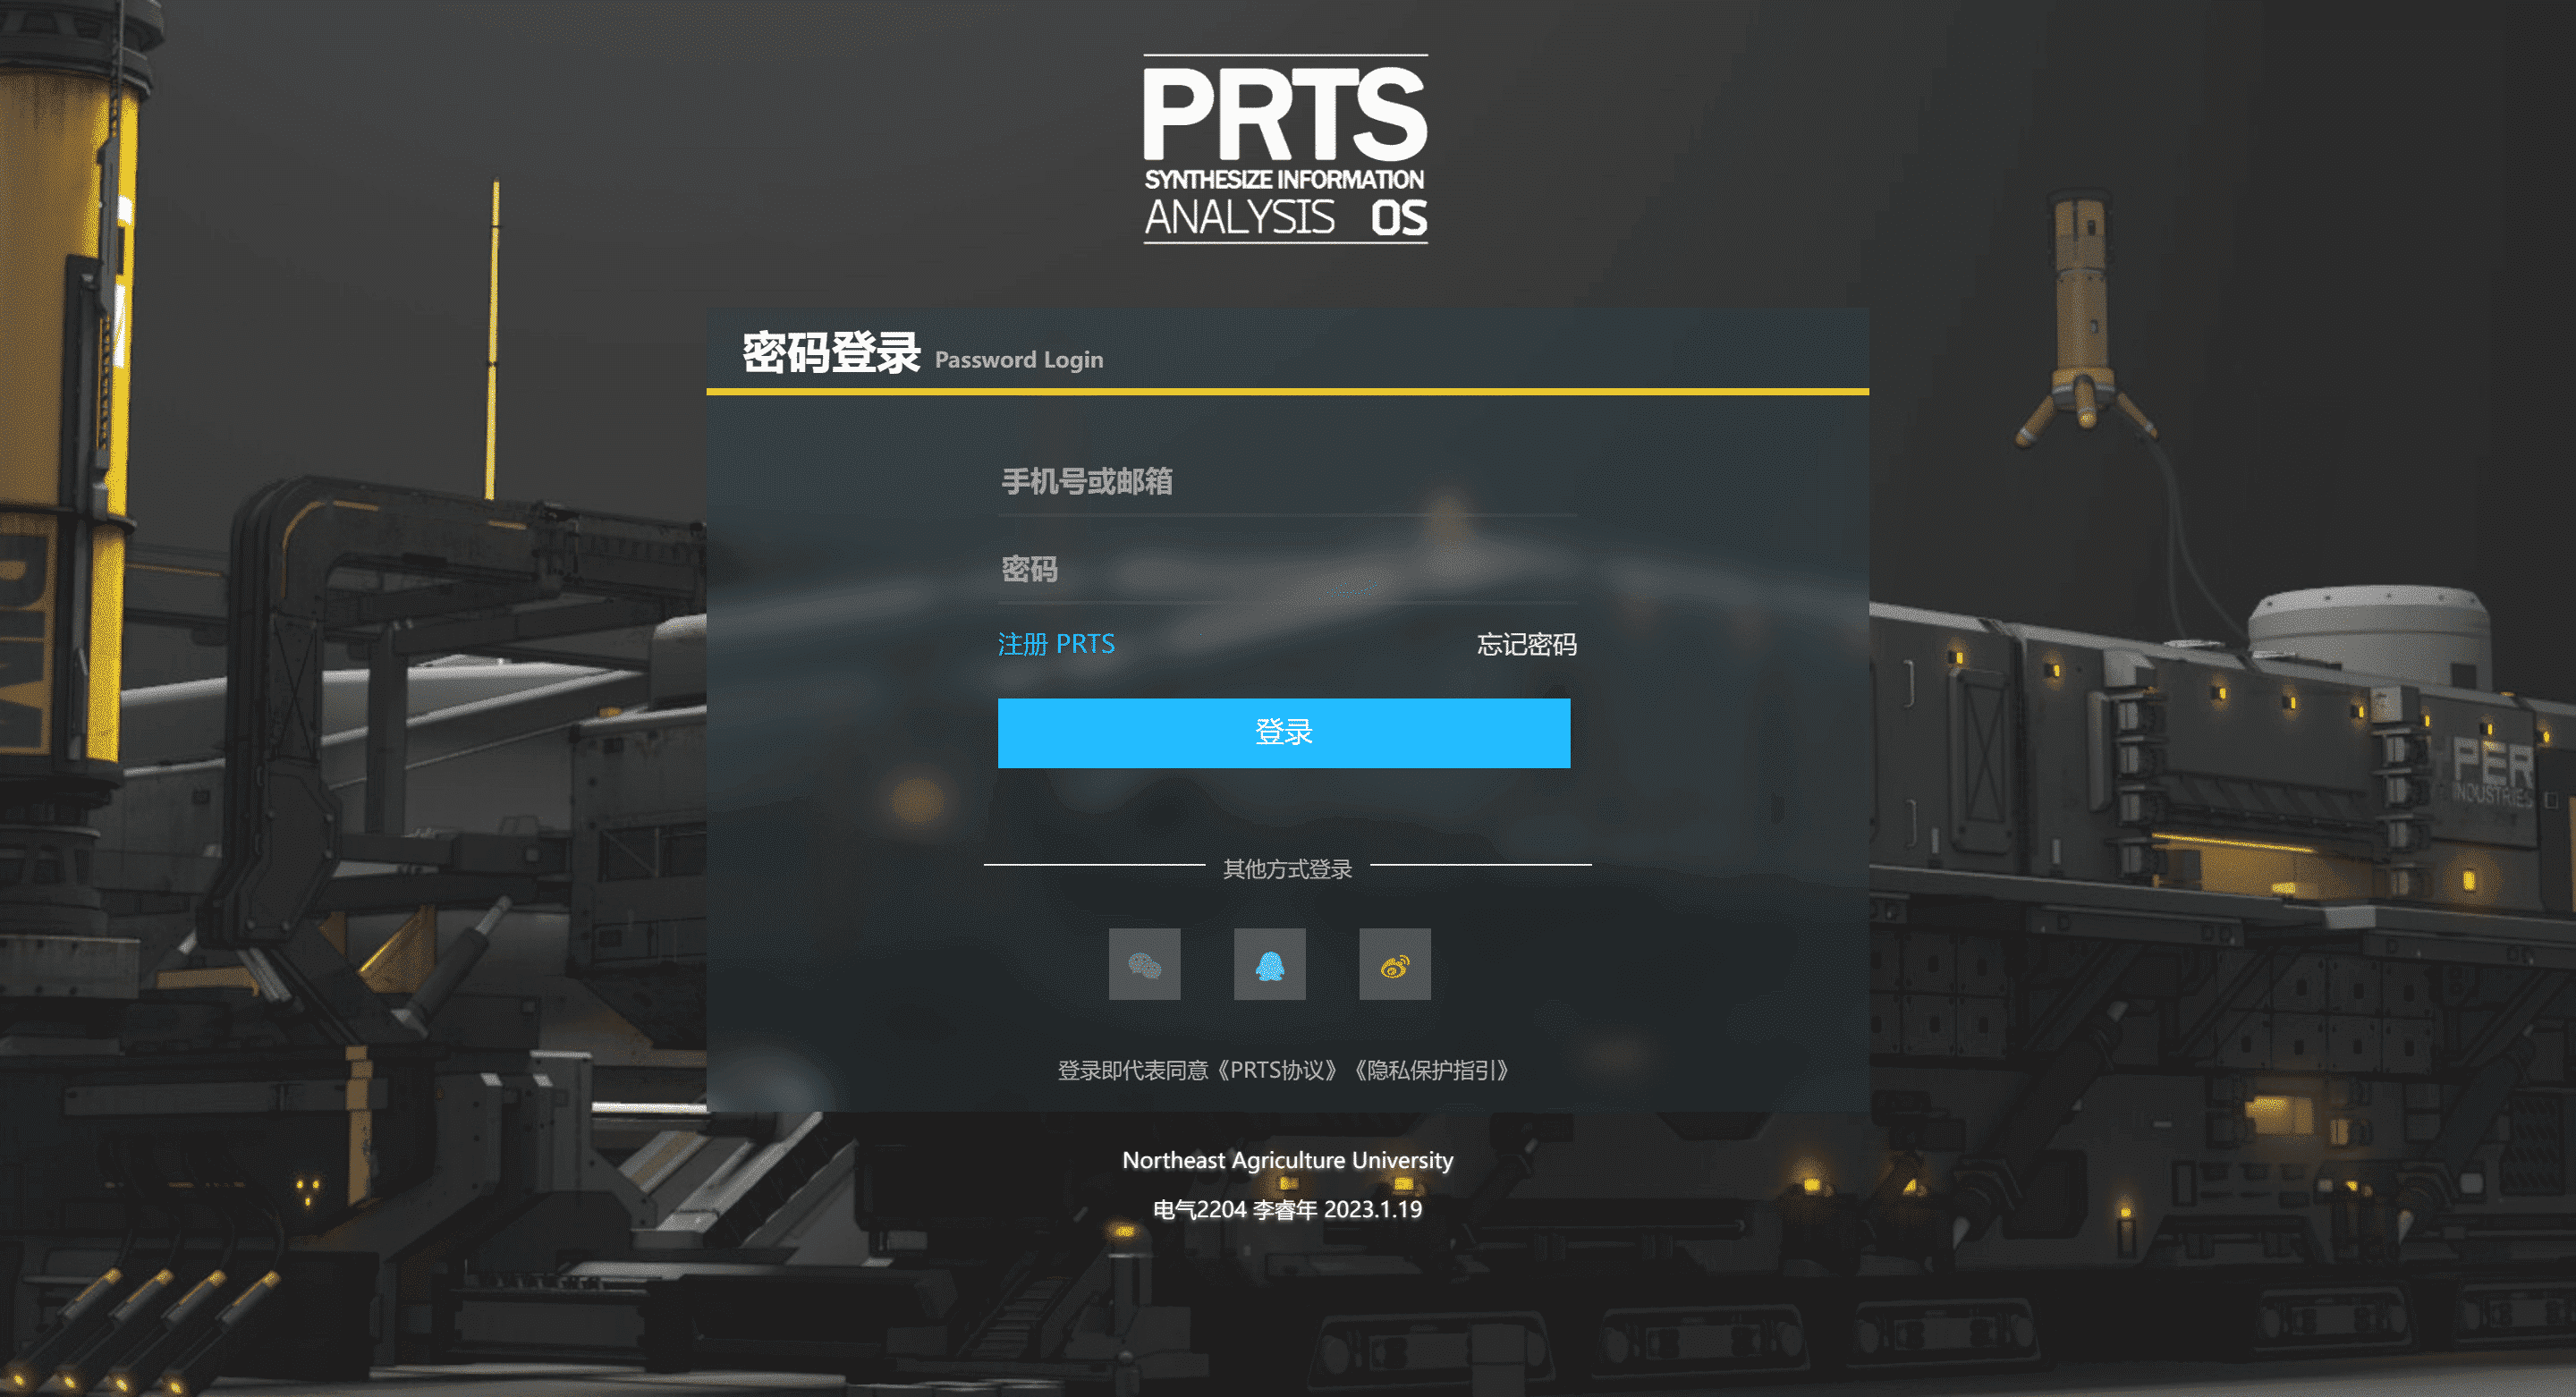 PRTS
SYNTHESIZE INFORMATION
ANALYSIS OS
密码登录 Password Login
手机号或邮箱
密码
注册 PRTS 忘记密码
登录
其他方式登录
登录即代表同意《PRTS协议》《隐私保护指引》
YPER
INDUSTRIES
Northeast Agriculture University
电气2204 李睿年 2023.1.19